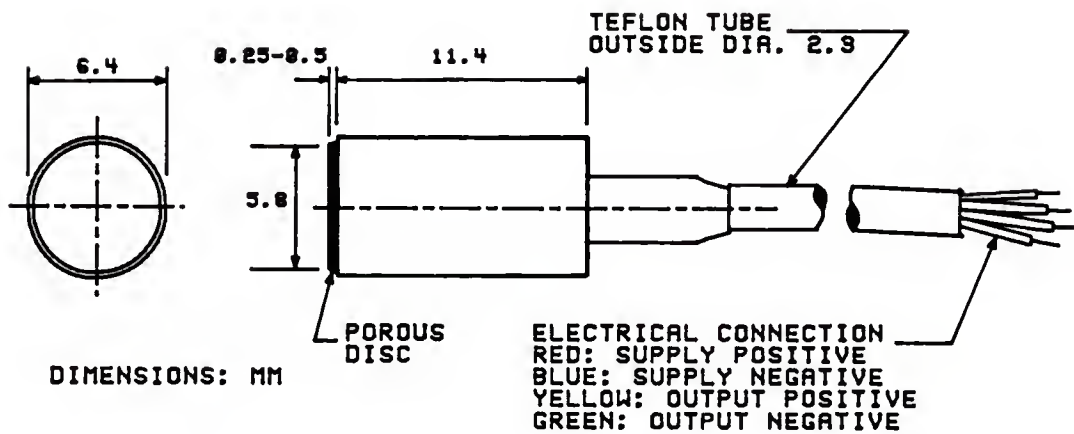 TEFLON TUBE
OUTSIDE DIA. 2.3
6.4
0.25-0.5
11.4
5.8
POROUS
DISC
DIMENSIONS: MM
ELECTRICAL CONNECTION
RED: SUPPLY POSITIVE
BLUE: SUPPLY NEGATIVE
YELLOW: OUTPUT POSITIVE
GREEN: OUTPUT NEGATIVE